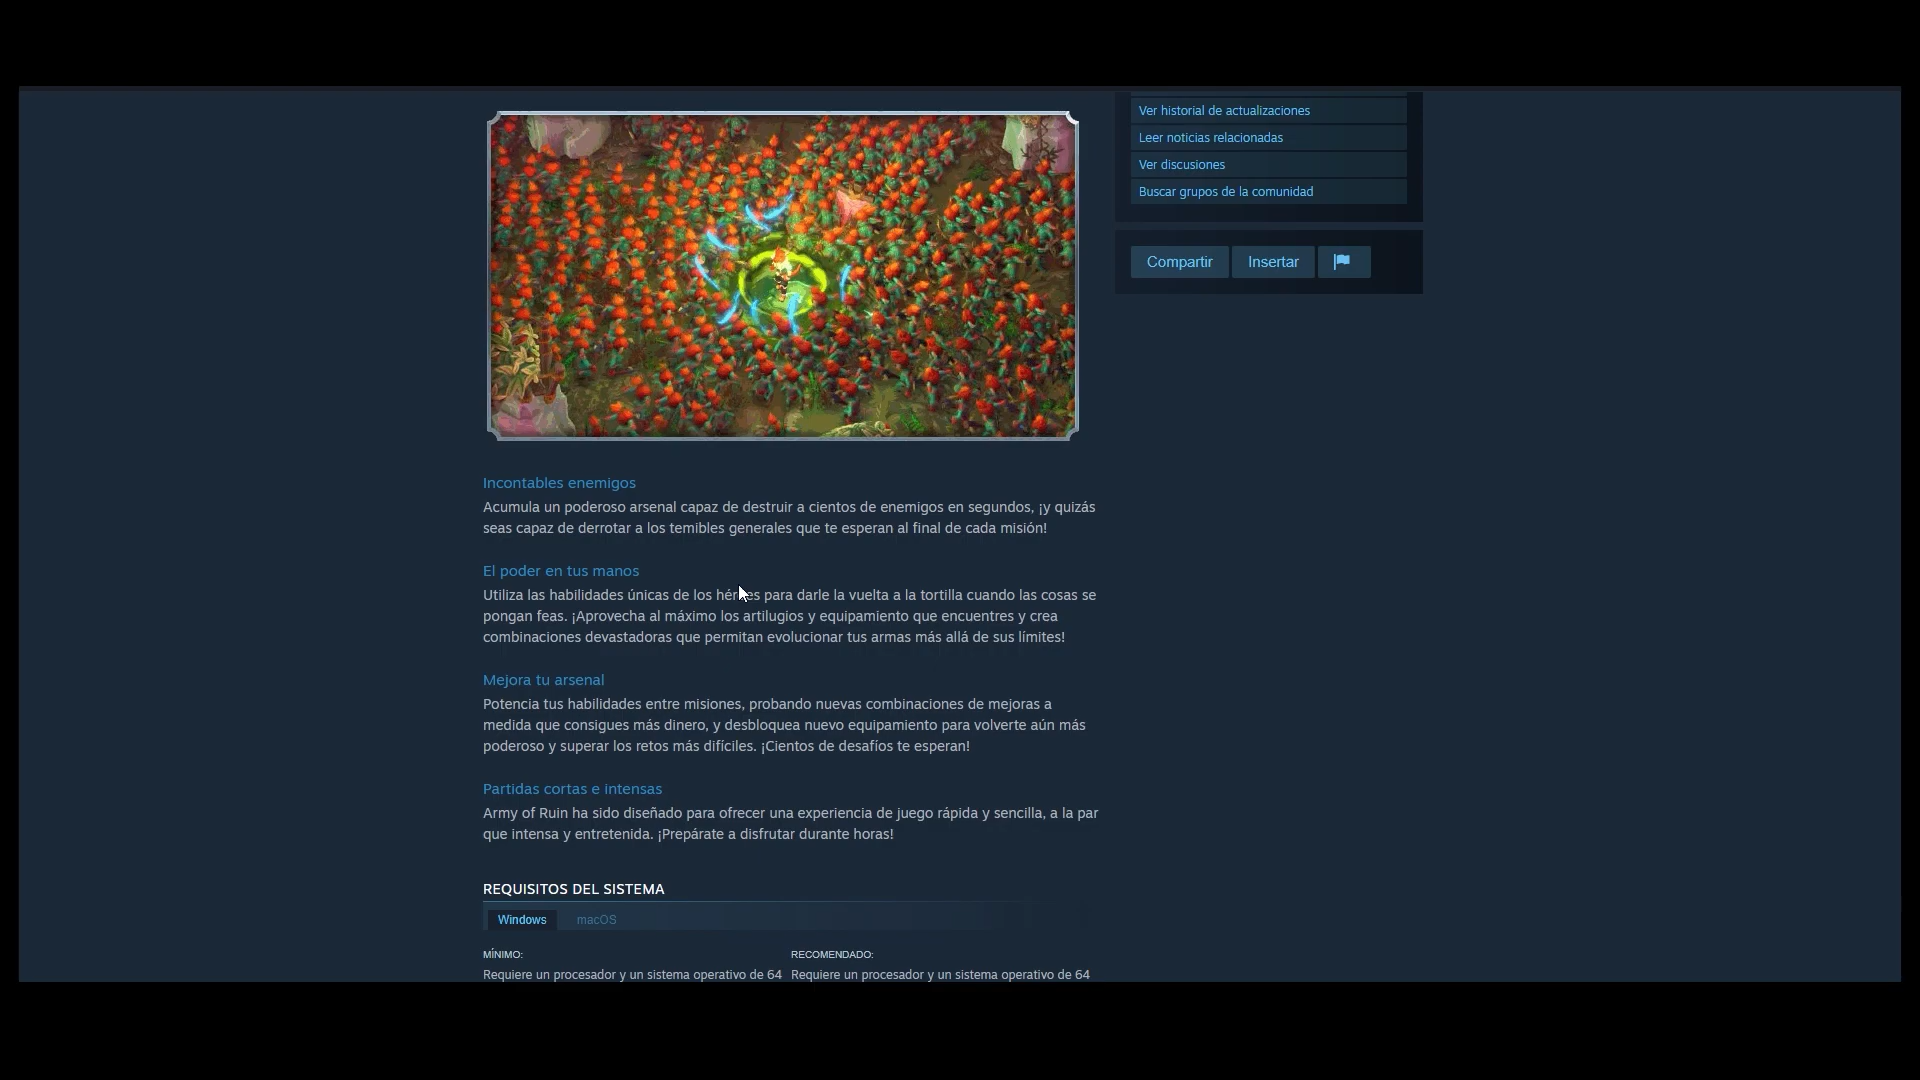 Ver historial de actualizaciones
Leer noticias relacionadas
Ver discusiones
Buscar grupos de la comunidad
Compartir Insertar
Incontables enemigos
Acumula un poderoso arsenal capaz de destruir a cientos de enemigos en segundos, ¡y quizás
seas capaz de derrotar a los temibles generales que te esperan al final de cada misión!
El poder en tus manos
Utiliza las habilidades únicas de los héroes para darle la vuelta a la tortilla cuando las cosas se
pongan feas. ¡Aprovecha al máximo los artilugios y equipamiento que encuentres y crea
combinaciones devastadoras que permitan evolucionar tus armas más allá de sus límites!
Mejora tu arsenal
Potencia tus habilidades entre misiones, probando nuevas combinaciones de mejoras a
medida que consigues más dinero, y desbloquea nuevo equipamiento para volverte aún más
poderoso y superar los retos más difíciles. ¡Cientos de desafíos te esperan!
Partidas cortas e intensas
Army of Ruin ha sido diseñado para ofrecer una experiencia de juego rápida y sencilla, a la par
que intensa y entretenida. ¡Prepárate a disfrutar durante horas!
REQUISITOS DEL SISTEMA
Windows macOS
MÍNIMO:
Requiere un procesador y un sistema operativo de 64
RECOMENDADO:
Requiere un procesador y un sistema operativo de 64